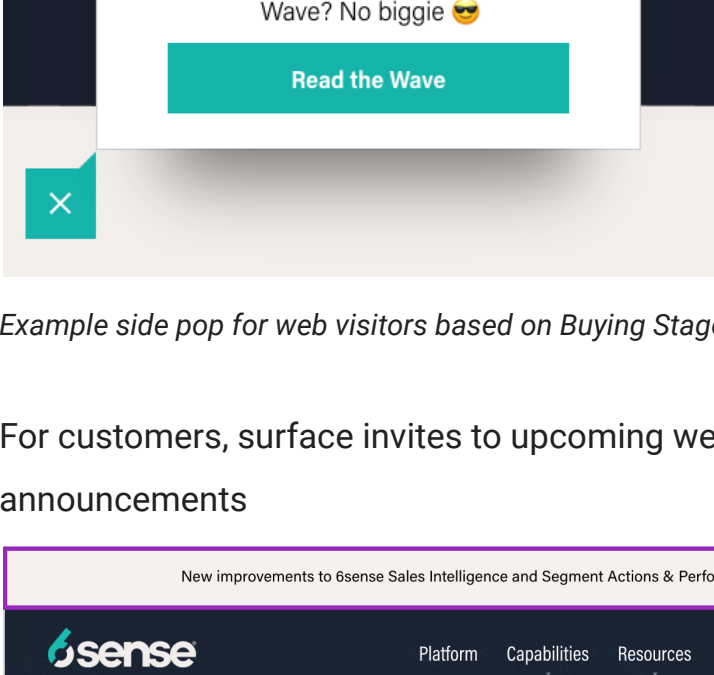 Wave? No biggie 😎
Read the Wave
Example side pop for web visitors based on Buying Stage
For customers, surface invites to upcoming we
announcements
New improvements to 6sense Sales Intelligence and Segment Actions & Perfo
6sense
Platform Capabilities Resources